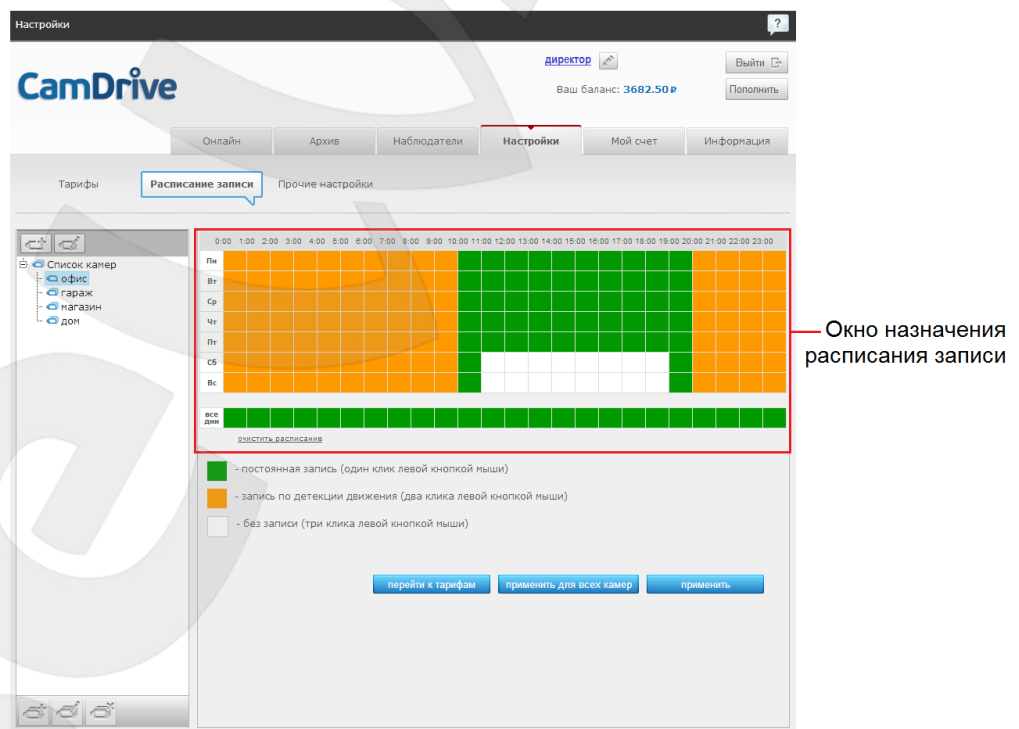 Настройки
?
CamDrive
директор
Выйти
Ваш баланс: 3682.50 ₽
Пополнить
Онлайн Архив Наблюдатели Настройки Мой счет Информация
Тарифы Расписание записи Прочие настройки
0:00 1:00 2:00 3:00 4:00 5:00 6:00 7:00 8:00 9:00 10:00 11:00 12:00 13:00 14:00 15:00 16:00 17:00 18:00 19:00 20:00 21:00 22:00 23:00
Список камер
офис
гараж
магазин
дом
Пн
Вт
Ср
Чт
Пт
Сб
Вс
все
дни
очистить расписание
Окно назначения
расписания записи
- постоянная запись (один клик левой кнопкой мыши)
- запись по детекции движения (два клика левой кнопкой мыши)
- без записи (три клика левой кнопкой мыши)
перейти к тарифам применить для всех камер применить